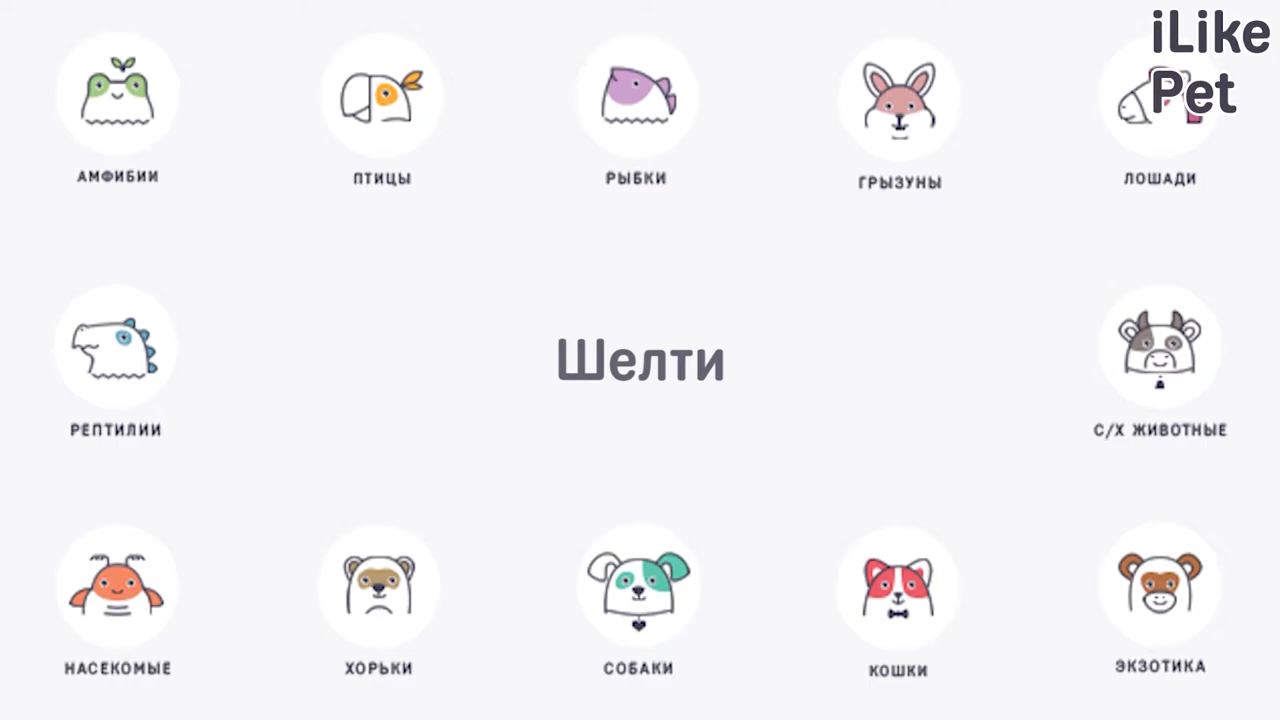 iLike
Pet
АМФИБИИ
ПТИЦЫ
РЫБКИ
ГРЫЗУНЫ
ЛОШАДИ
РЕПТИЛИИ
Шелти
С/Х ЖИВОТНЫЕ
НАСЕКОМЫЕ
ХОРЬКИ
СОБАКИ
КОШКИ
ЭКЗОТИКА